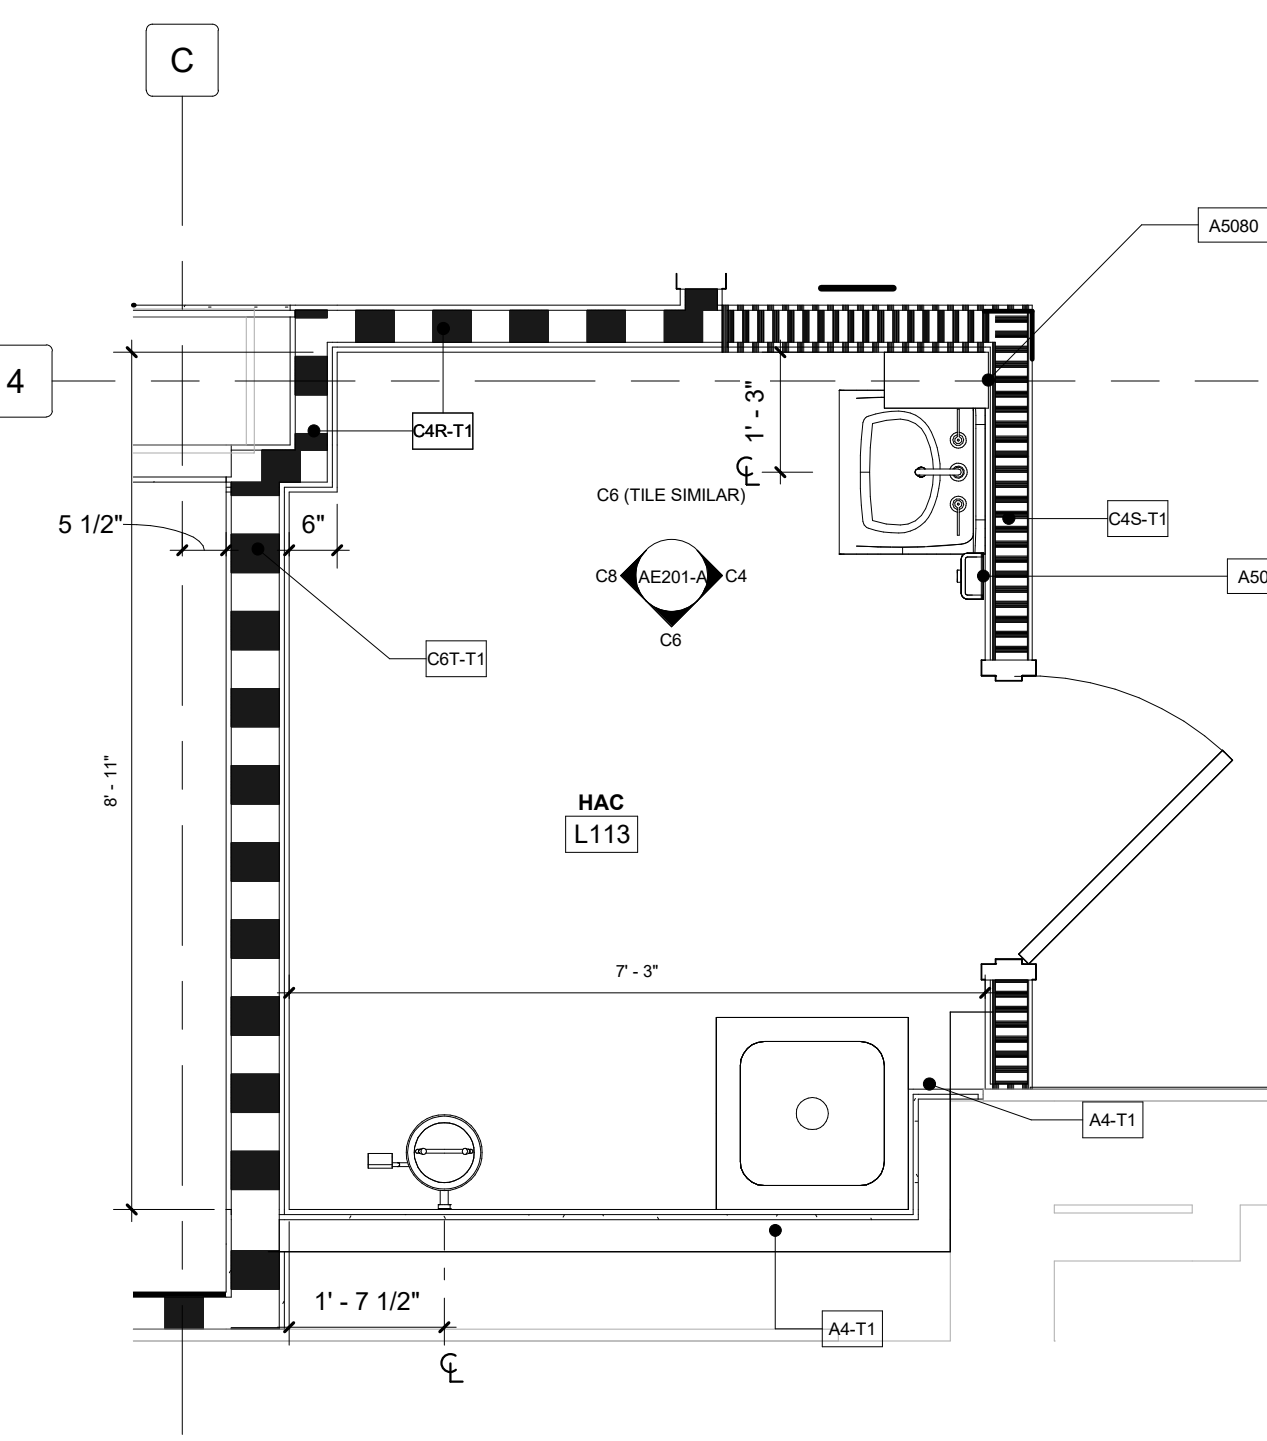 C
A5080
4
C4R-T1
1' - 3"
C6 (TILE SIMILAR)
5 1/2"
6"
C4S-T1
C8
AE201-A
C4
A50
C6
C6T-T1
8' - 11"
HAC
L113
7' - 3"
A4-T1
1' - 7 1/2"
A4-T1